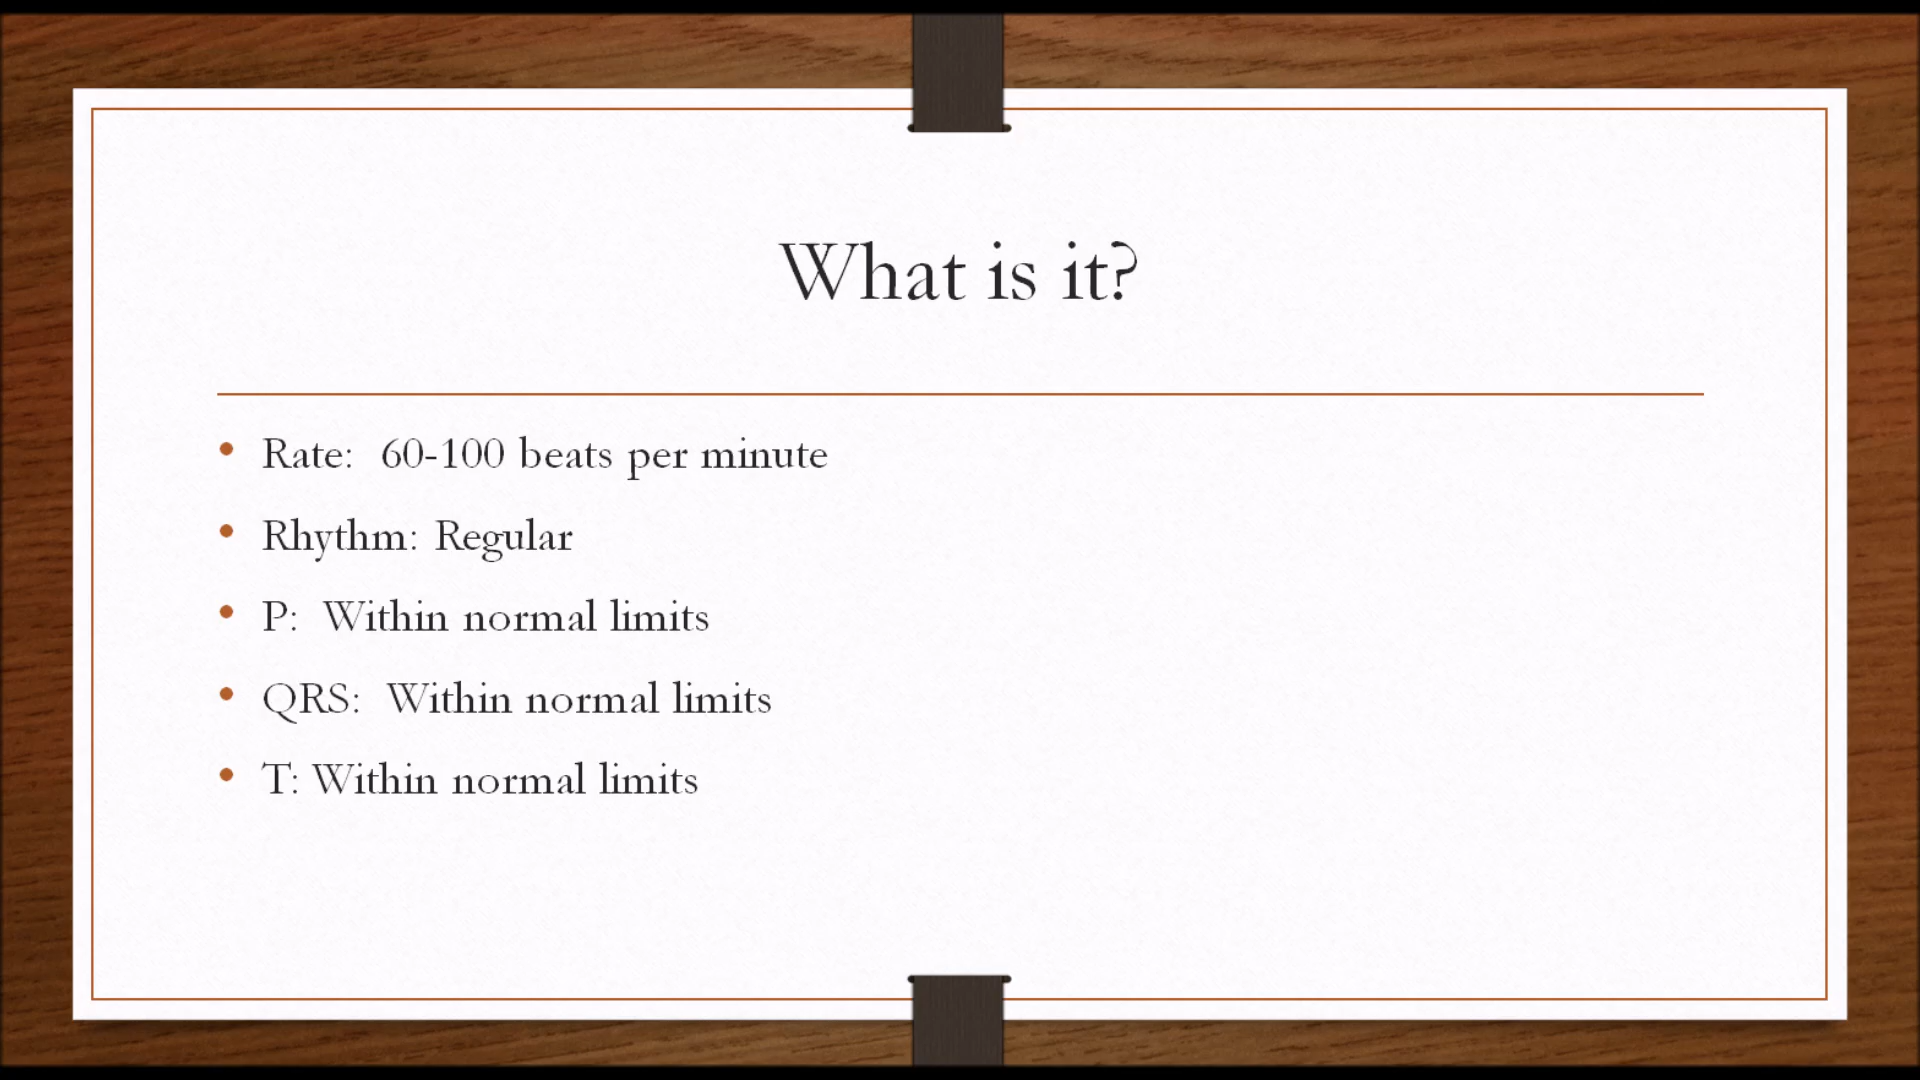 What is it?
• Rate:  60-100 beats per minute
• Rhythm: Regular
• P:  Within normal limits
• QRS:  Within normal limits
• T: Within normal limits